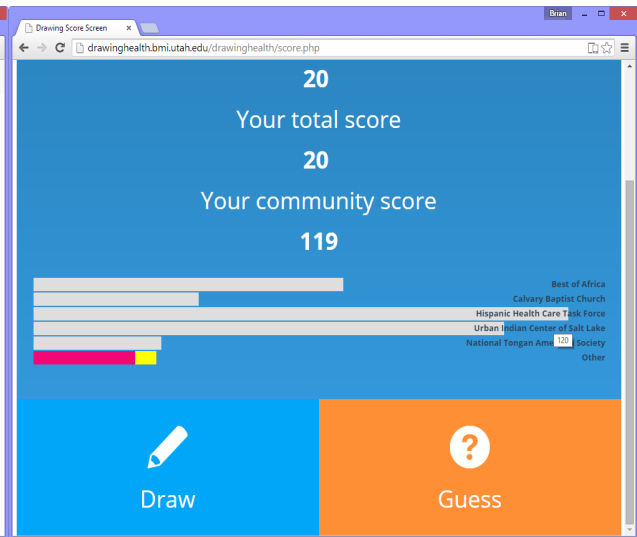 Brian
Drawing Score Screen
drawinghealth.bmi.utah.edu/drawinghealth/score.php
20
Your total score
20
Your community score
119
Best of Africa
Calvary Baptist Church
Hispanic Health Care Task Force
Urban Indian Center of Salt Lake
National Tongan Ame Society
120
Other
Draw
Guess